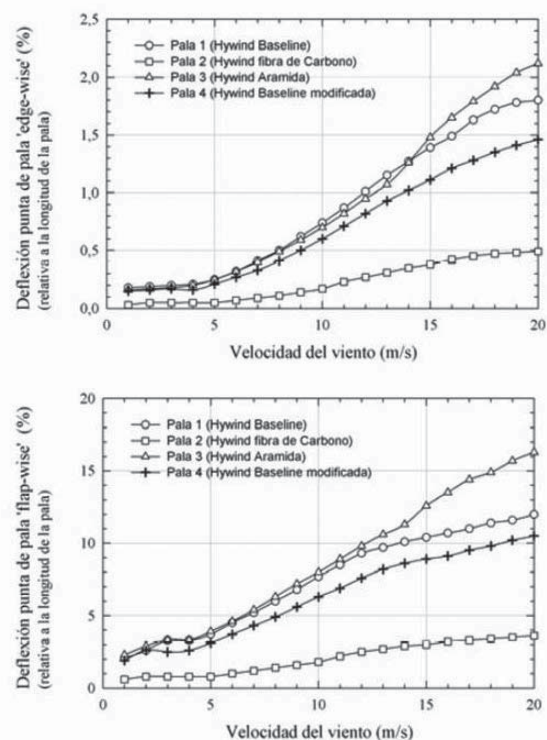 Deflexión punta de pala 'edge-wise' (%)
(relativa a la longitud de la pala)
2,5
2,0
1,5
1,0
0,5
0,0
Pala 1 (Hywind Baseline)
Pala 2 (Hywind fibra de Carbono)
Pala 3 (Hywind Aramida)
Pala 4 (Hywind Baseline modificada)
0 5 10 15 20
Velocidad del viento (m/s)
Deflexión punta de pala 'flap-wise' (%)
(relativa a la longitud de la pala)
20
15
10
5
0
Pala 1 (Hywind Baseline)
Pala 2 (Hywind fibra de Carbono)
Pala 3 (Hywind Aramida)
Pala 4 (Hywind Baseline modificada)
0 5 10 15 20
Velocidad del viento (m/s)